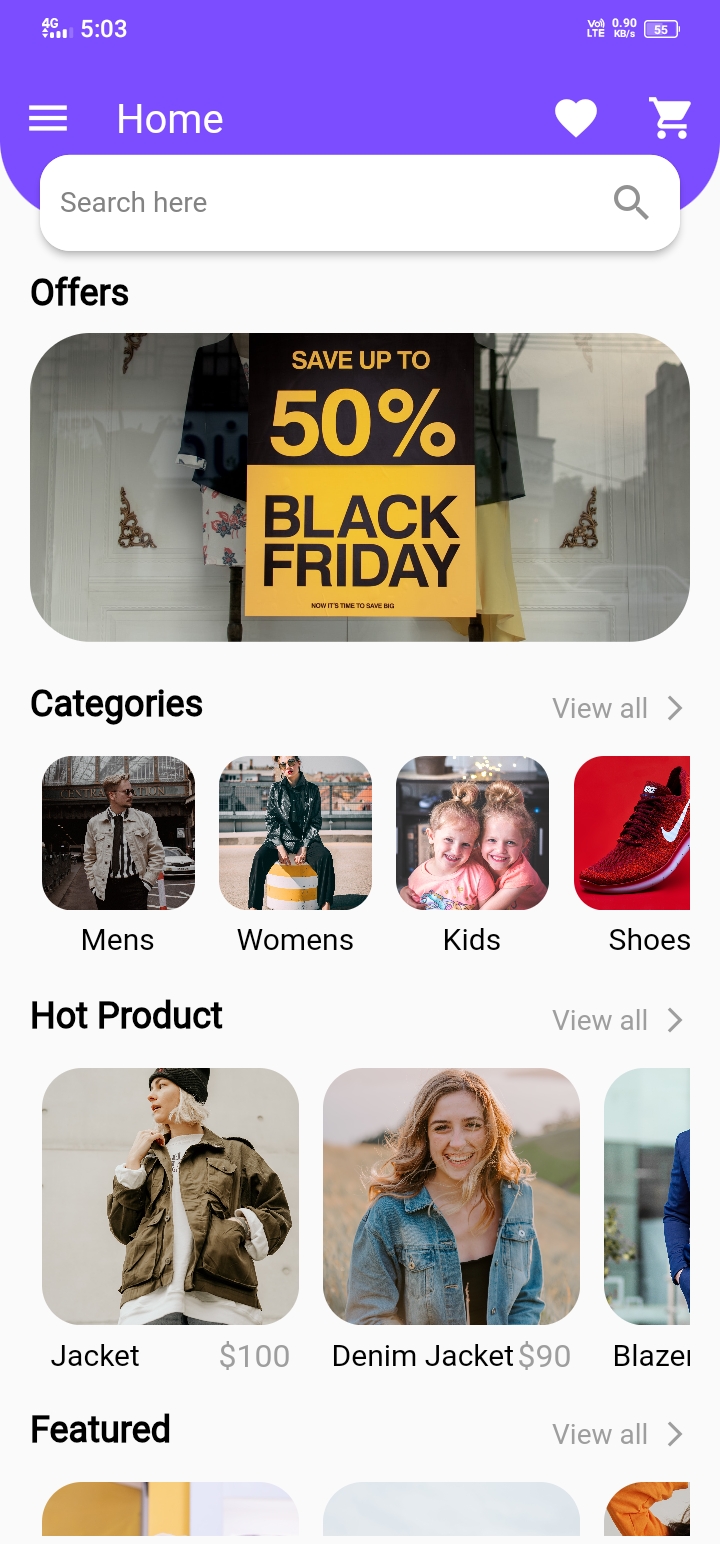 4G 5:03 Vo) LTE 0.90 KB/s 55
Home
Search here
Offers
SAVE UP TO
50%
BLACK
FRIDAY
NOW IT'S TIME TO SAVE BIG
Categories View all
CENTRAL STATION
Mens Womens Kids Shoes
Hot Product View all
Jacket $100 Denim Jacket $90 Blazer
Featured View all